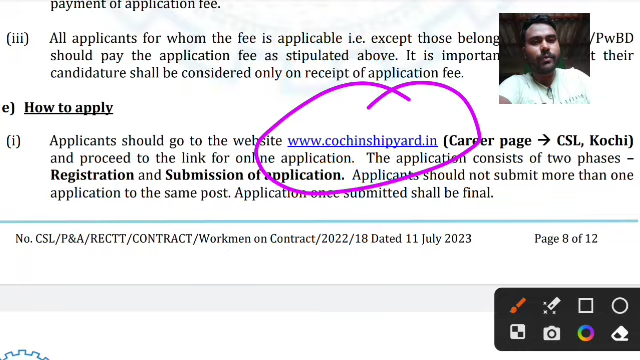 payment of application fee.
(iii) All applicants for whom the fee is applicable i.e. except those belong /PwBD
should pay the application fee as stipulated above. It is important t their
candidature shall be considered only on receipt of application fee.
e) How to apply
(i) Applicants should go to the website www.cochinshipyard.in (Career page → CSL, Kochi)
and proceed to the link for online application. The application consists of two phases –
Registration and Submission of application. Applicants should not submit more than one
application to the same post. Application once submitted shall be final.
No. CSL/P&A/RECTT/CONTRACT/Workmen on Contract/2022/18 Dated 11 July 2023 Page 8 of 12